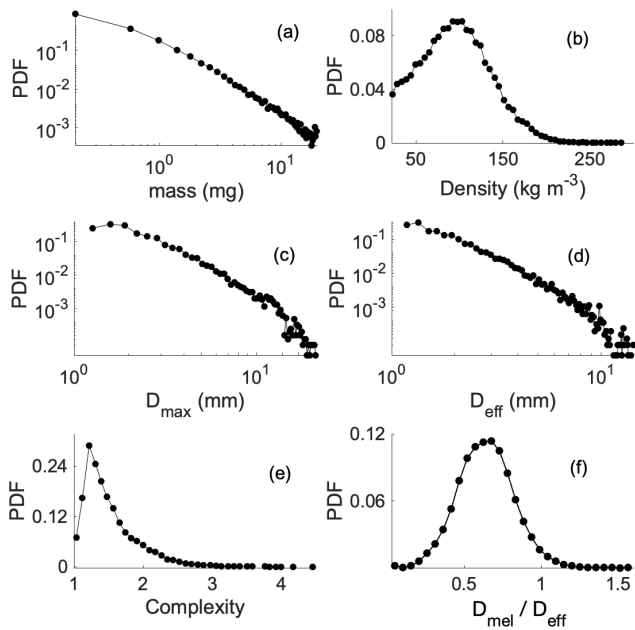 (a)
PDF
10^-1
10^-2
10^-3
10^0
10^1
mass (mg)
(b)
PDF
0.08
0.04
0
50
150
250
Density (kg m^-3)
(c)
PDF
10^-1
10^-2
10^-3
10^0
10^1
D_max (mm)
(d)
PDF
10^-1
10^-2
10^-3
10^0
10^1
D_eff (mm)
(e)
PDF
0.24
0.12
0
1
2
3
4
Complexity
(f)
PDF
0.12
0.06
0.5
1
1.5
D_mel / D_eff